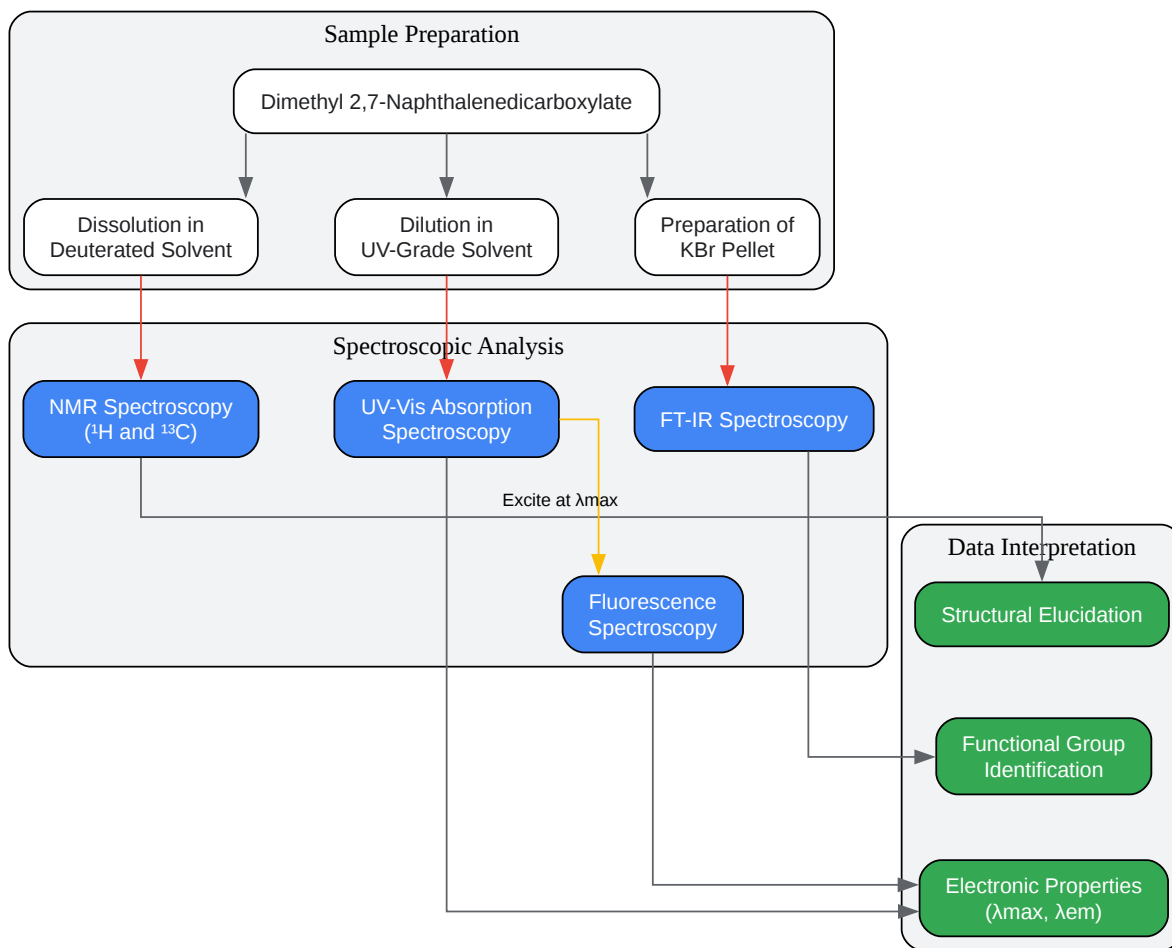 Sample Preparation
Dimethyl 2,7-Naphthalenedicarboxylate
Dissolution in
Deuterated Solvent
Dilution in
UV-Grade Solvent
Preparation of
KBr Pellet
Spectroscopic Analysis
NMR Spectroscopy
(¹H and ¹³C)
UV-Vis Absorption
Spectroscopy
FT-IR Spectroscopy
Excite at λmax
Fluorescence
Spectroscopy
Data Interpretation
Structural Elucidation
Functional Group
Identification
Electronic Properties
(λmax, λem)